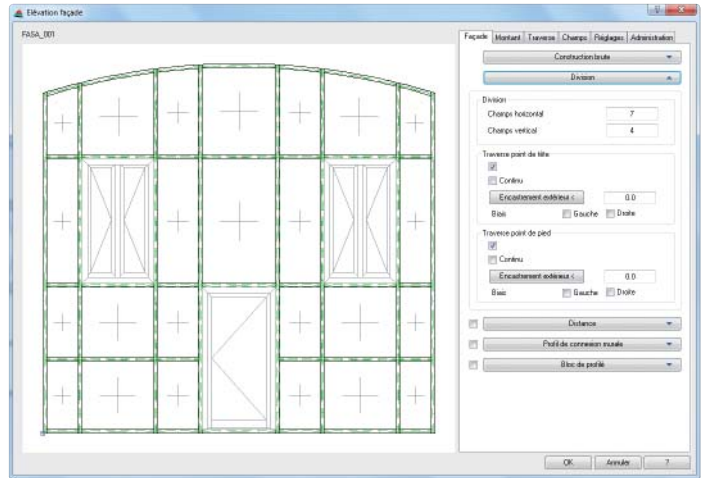 Elévation façade
FASA_001
Façade Montant Traverse Champs Réglages Administration
Construction brute
Division
Division
Champs horizontal 7
Champs vertical 4
Traverse point de tête
Continu
Encastrement extérieur < 0.0
Biais Gauche Droite
Traverse point de pied
Continu
Encastrement extérieur < 0.0
Biais Gauche Droite
Distance
Profil de connexion murale
Bloc de profilé
OK Annuler ?